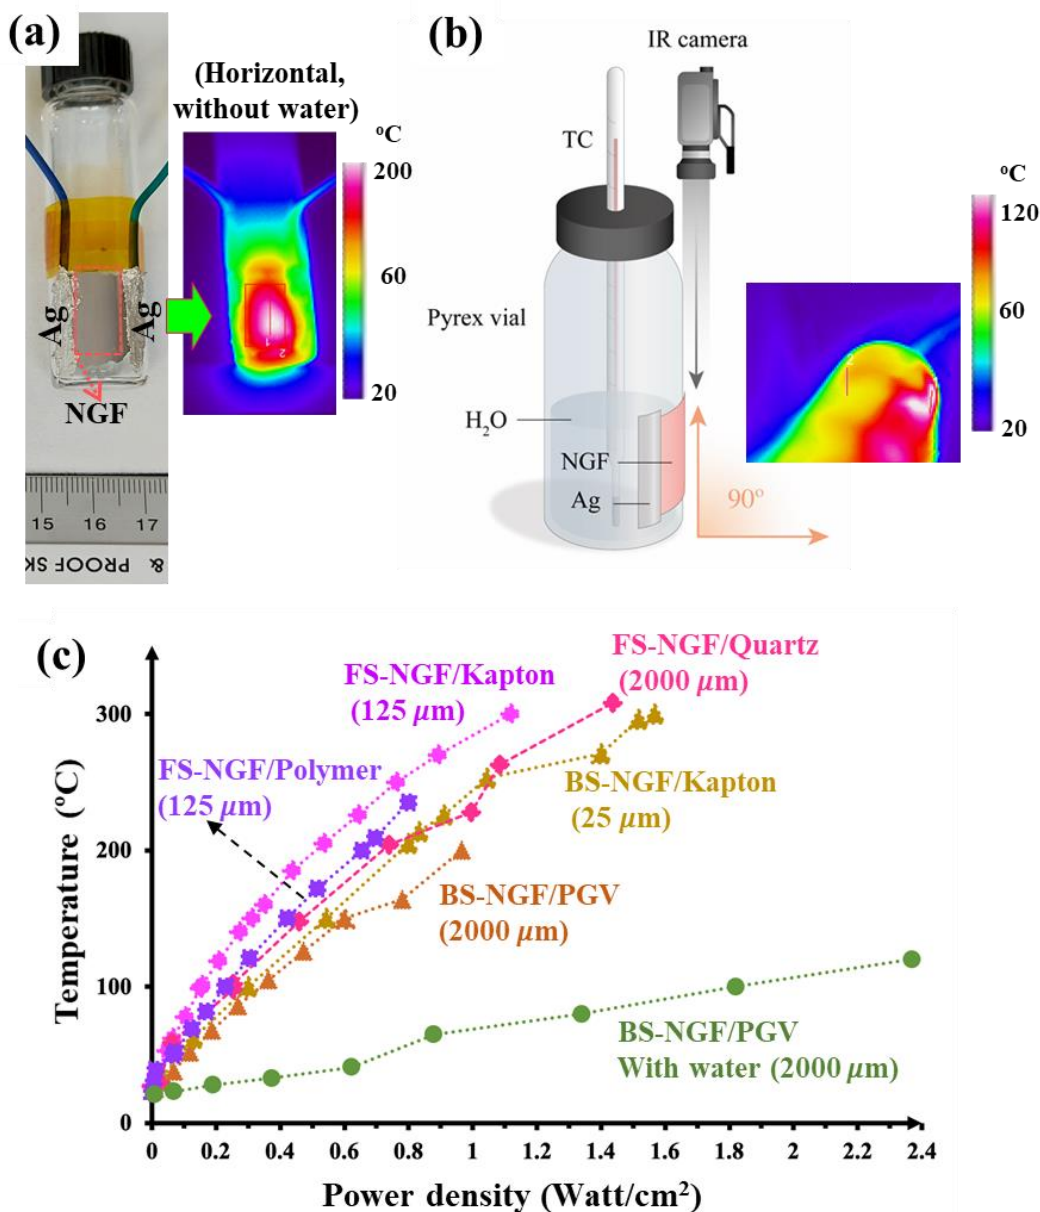 (a)
(Horizontal,
without water)
°C
200
60
20
Ag
Ag
NGF
15 16 17
& PROOF SK
(b)
IR camera
TC
Pyrex vial
H₂O
NGF
Ag
90°
°C
120
60
20
1
2
(c)
FS-NGF/Quartz
(2000 μm)
FS-NGF/Kapton
(125 μm)
FS-NGF/Polymer
(125 μm)
BS-NGF/Kapton
(25 μm)
BS-NGF/PGV
(2000 μm)
BS-NGF/PGV
With water (2000 μm)
Temperature (°C)
300
200
100
0
0 0.2 0.4 0.6 0.8 1 1.2 1.4 1.6 1.8 2 2.2 2.4
Power density (Watt/cm²)